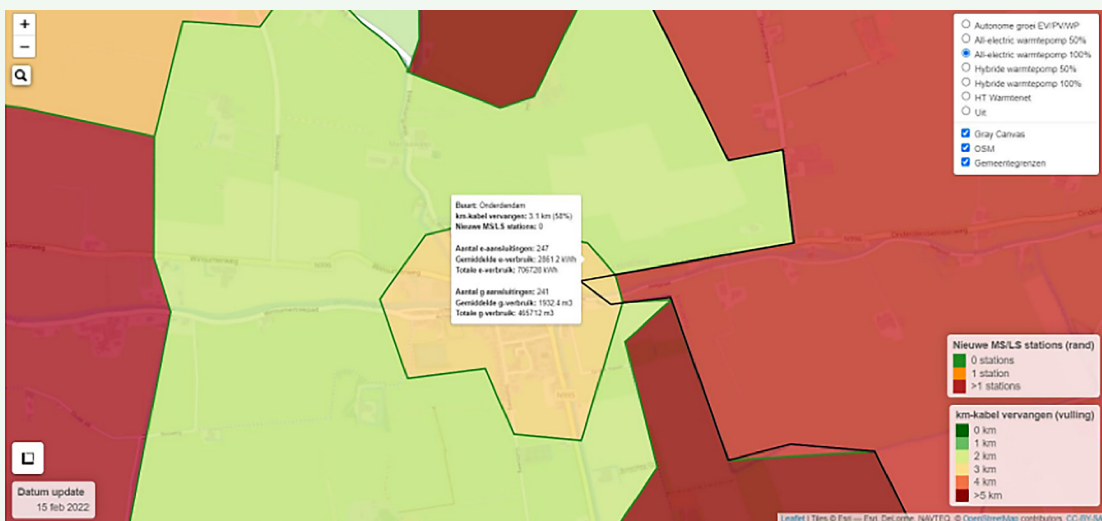 +
−
Autonome groei EV/PV/WP
All-electric warmtepomp 50%
All-electric warmtepomp 100%
Hybride warmtepomp 50%
Hybride warmtepomp 100%
HT Warmtenet
Uit
Gray Canvas
OSM
Gemeentegrenzen
Buurt: Onderdendam
km-kabel vervangen: 3.1 km (58%)
Nieuwe MS/LS stations: 0
Aantal e-aansluitingen: 247
Gemiddelde e-verbruik: 2861.2 kWh
Totale e-verbruik: 706728 kWh
Aantal g-aansluitingen: 241
Gemiddelde g-verbruik: 1932.4 m3
Totale g-verbruik: 465712 m3
N996
N996
N995
Nieuwe MS/LS stations (rand)
0 stations
1 station
>1 stations
km-kabel vervangen (vulling)
0 km
1 km
2 km
3 km
4 km
>5 km
Datum update
15 feb 2022
Leaflet | Tiles © Esri — Esri, DeLorme, NAVTEQ, © OpenStreetMap contributors, CC-BY-SA